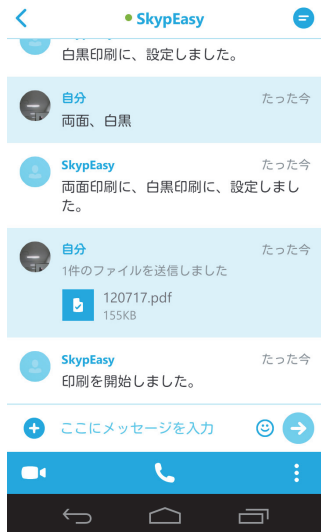 SkypEasy
白黒印刷に、設定しました。
自分
たった今
両面、白黒
SkypEasy
たった今
両面印刷に、白黒印刷に、設定しまし
た。
自分
たった今
1件のファイルを送信しました
120717.pdf
155KB
SkypEasy
たった今
印刷を開始しました。
ここにメッセージを入力